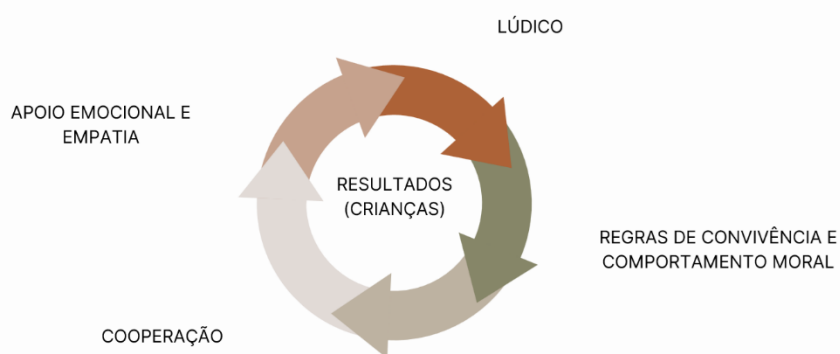 LÚDICO
APOIO EMOCIONAL E
EMPATIA
RESULTADOS
(CRIANÇAS)
REGRAS DE CONVIVÊNCIA E
COMPORTAMENTO MORAL
COOPERAÇÃO